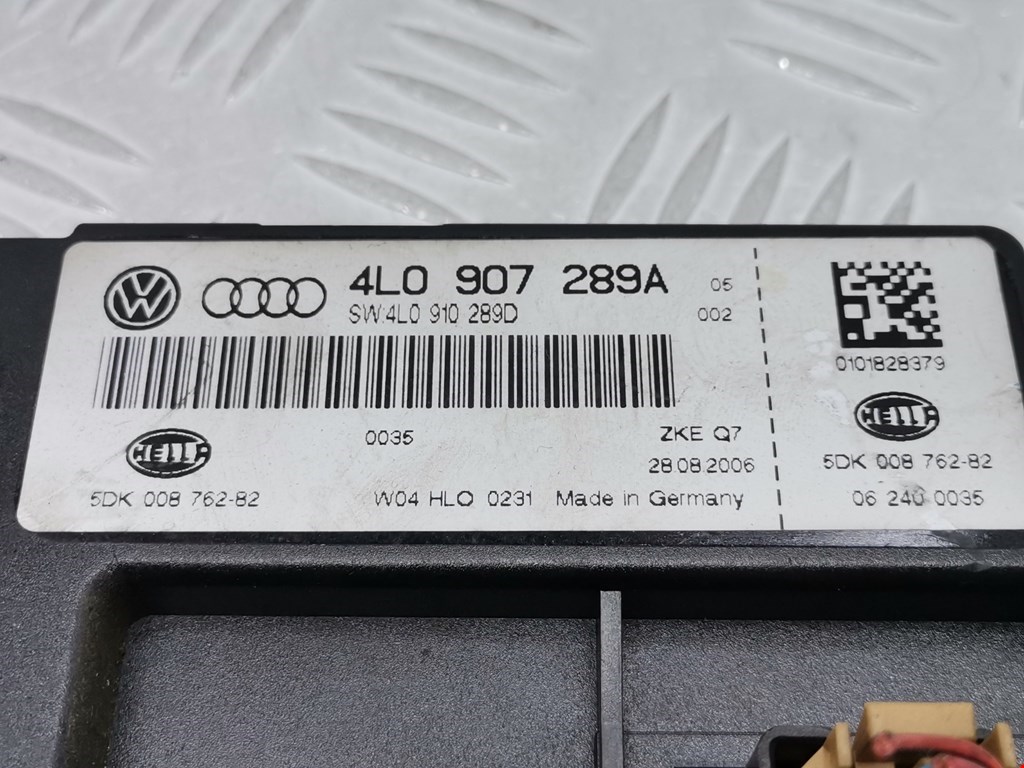 4L0 907 289A 05
SW:4L0 910 289D 002
0035 ZKE Q7
28.08.2006
HELLA
5DK 008 762-82 W04 HLO 0231 Made in Germany
0101828379
HELLA
5DK 008 762-82
06 240 0035